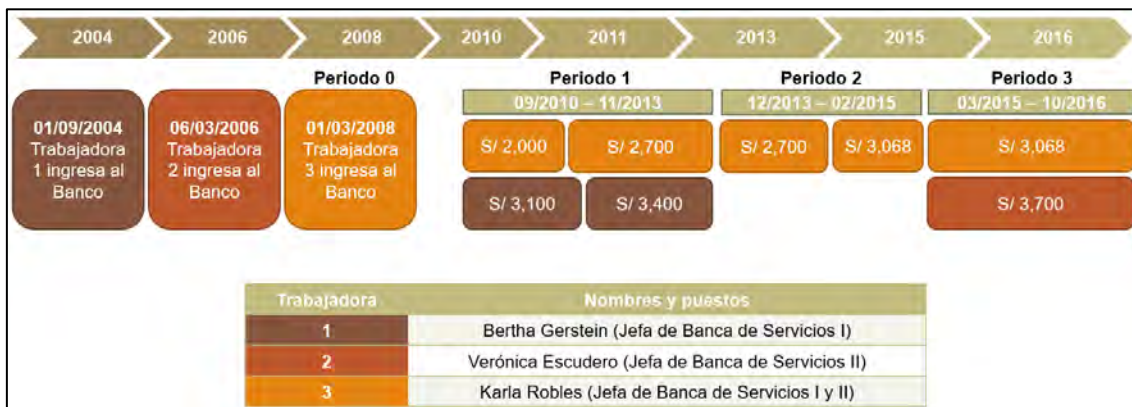 2004 2006 2008 2010 2011 2013 2015 2016
Periodo 0 Periodo 1 Periodo 2 Periodo 3
09/2010 – 11/2013 12/2013 – 02/2015 03/2015 – 10/2016
01/09/2004
Trabajadora
1 ingresa al
Banco
06/03/2006
Trabajadora
2 ingresa al
Banco
01/03/2008
Trabajadora
3 ingresa al
Banco
S/ 2,000 S/ 2,700 S/ 2,700 S/ 3,068 S/ 3,068
S/ 3,100 S/ 3,400 S/ 3,700
Trabajadora Nombres y puestos
1 Bertha Gerstein (Jefa de Banca de Servicios I)
2 Verónica Escudero (Jefa de Banca de Servicios II)
3 Karla Robles (Jefa de Banca de Servicios I y II)